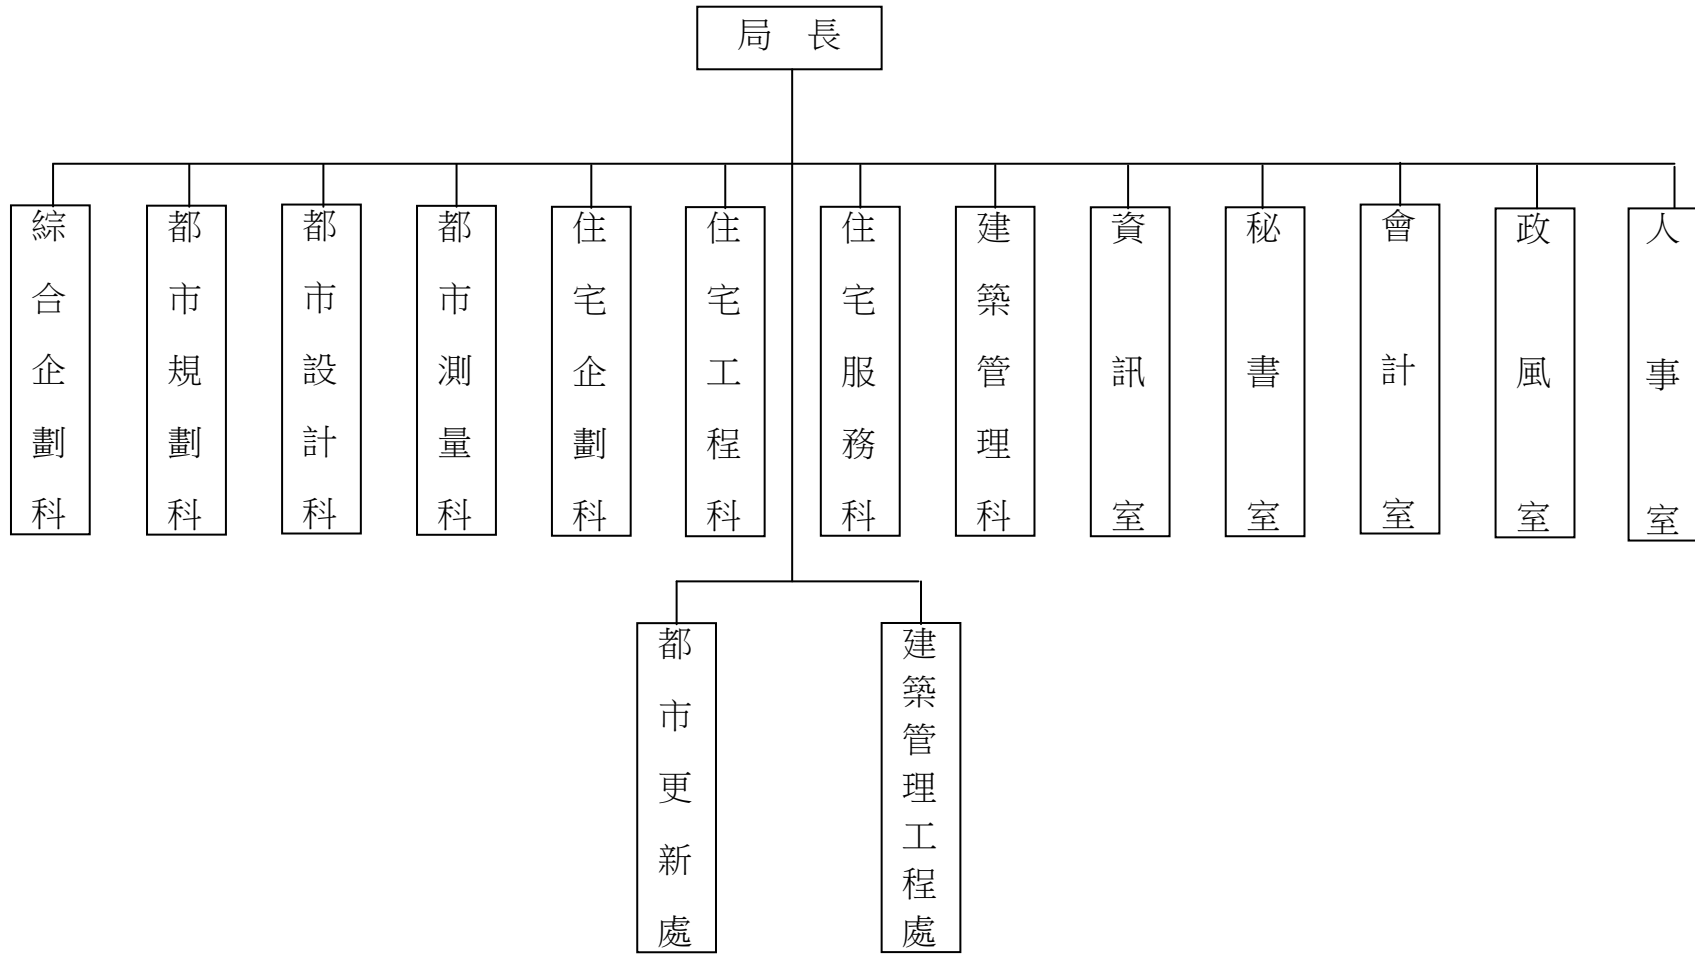 局長
綜合企劃科
都市規劃科
都市設計科
都市測量科
住宅企劃科
住宅工程科
住宅服務科
建築管理科
資訊室
秘書室
會計室
政風室
人事室
都市更新處
建築管理工程處